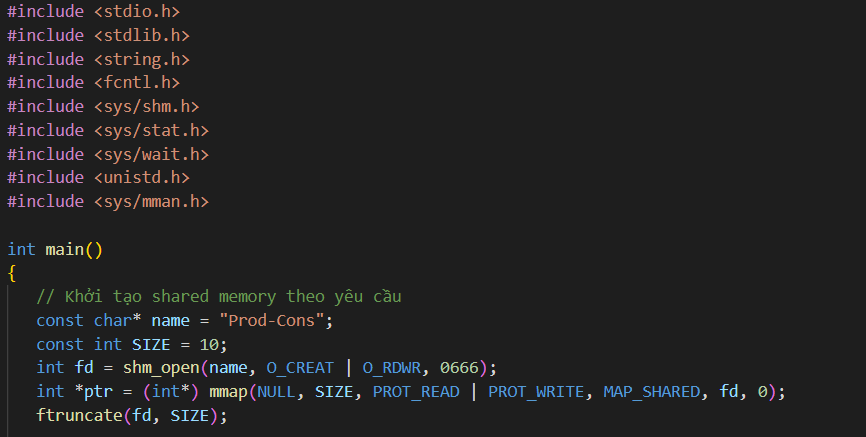 #include <stdio.h>
#include <stdlib.h>
#include <string.h>
#include <fcntl.h>
#include <sys/shm.h>
#include <sys/stat.h>
#include <sys/wait.h>
#include <unistd.h>
#include <sys/mman.h>

int main()
{
   // Khởi tạo shared memory theo yêu cầu
   const char* name = "Prod-Cons";
   const int SIZE = 10;
   int fd = shm_open(name, O_CREAT | O_RDWR, 0666);
   int *ptr = (int*) mmap(NULL, SIZE, PROT_READ | PROT_WRITE, MAP_SHARED, fd, 0);
   ftruncate(fd, SIZE);